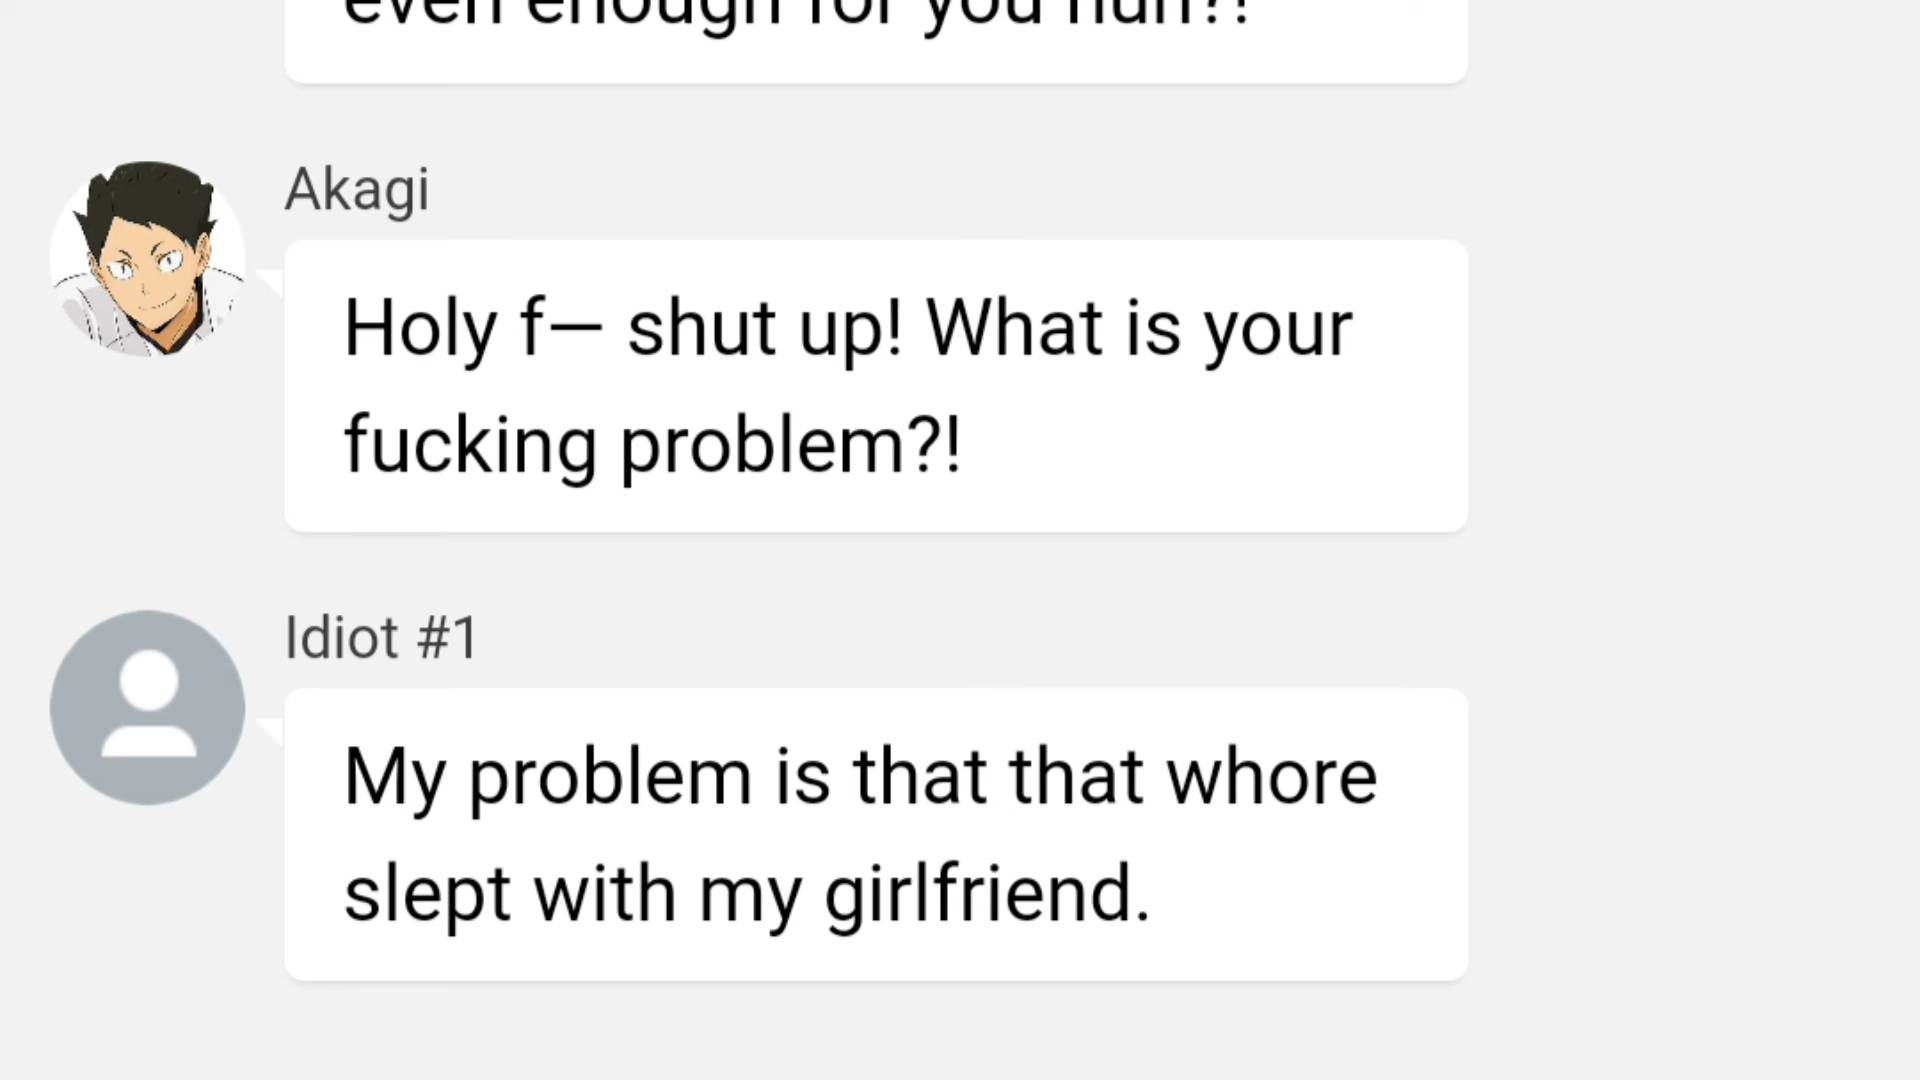 even enough for you huh?!
Akagi
Holy f— shut up! What is your
fucking problem?!
Idiot #1
My problem is that that whore
slept with my girlfriend.